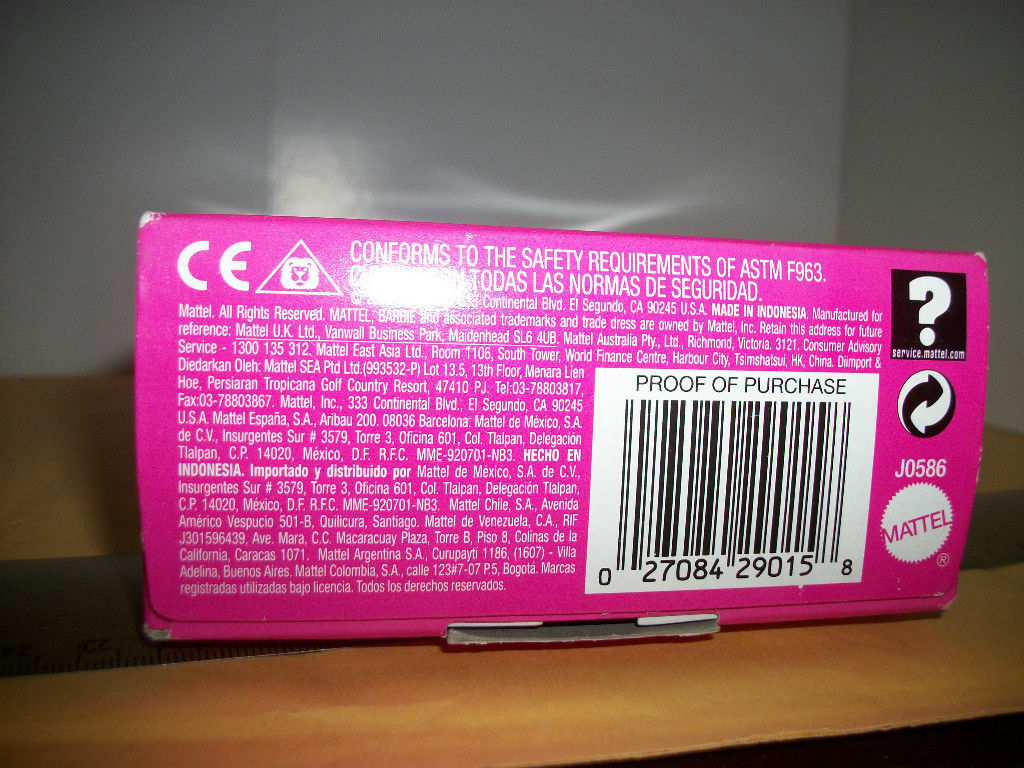 CE
CONFORMS TO THE SAFETY REQUIREMENTS OF ASTM F963.
TODAS LAS NORMAS DE SEGURIDAD.
333 Continental Blvd. El Segundo, CA 90245 U.S.A. MADE IN INDONESIA. Manufactured for
Mattel. All Rights Reserved. MATTEL, BARBIE and associated trademarks and trade dress are owned by Mattel, Inc. Retain this address for future
reference: Mattel U.K. Ltd., Vanwall Business Park, Maidenhead SL6 4UB. Mattel Australia Pty., Ltd., Richmond, Victoria. 3121. Consumer Advisory
Service - 1300 135 312. Mattel East Asia Ltd., Room 1106, South Tower, World Finance Centre, Harbour City, Tsimshatsui, HK, China. Diimport &
Diedarkan Oleh: Mattel SEA Ptd Ltd.(993532-P) Lot 13.5, 13th Floor, Menara Lien
Hoe, Persiaran Tropicana Golf Country Resort, 47410 PJ. Tel:03-78803817,
Fax:03-78803867. Mattel, Inc., 333 Continental Blvd., El Segundo, CA 90245
U.S.A. Mattel España, S.A., Aribau 200. 08036 Barcelona. Mattel de México, S.A.
de C.V., Insurgentes Sur # 3579, Torre 3, Oficina 601, Col. Tlalpan, Delegación
Tlalpan, C.P. 14020, México, D.F. R.F.C. MME-920701-NB3. HECHO EN
INDONESIA. Importado y distribuido por Mattel de México, S.A. de C.V.,
Insurgentes Sur # 3579, Torre 3, Oficina 601, Col. Tlalpan, Delegación Tlalpan,
C.P. 14020, México, D.F. R.F.C. MME-920701-NB3. Mattel Chile, S.A., Avenida
Américo Vespucio 501-B, Quilicura, Santiago. Mattel de Venezuela, C.A., RIF
J301596439, Ave. Mara, C.C. Macaracuay Plaza, Torre B, Piso 8, Colinas de la
California, Caracas 1071. Mattel Argentina S.A., Curupaytí 1186, (1607) - Villa
Adelina, Buenos Aires. Mattel Colombia, S.A., calle 123#7-07 P.5, Bogotá. Marcas
registradas utilizadas bajo licencia. Todos los derechos reservados.
PROOF OF PURCHASE
0 27084 29015 8
?
service.mattel.com
J0586
MATTEL
®
23